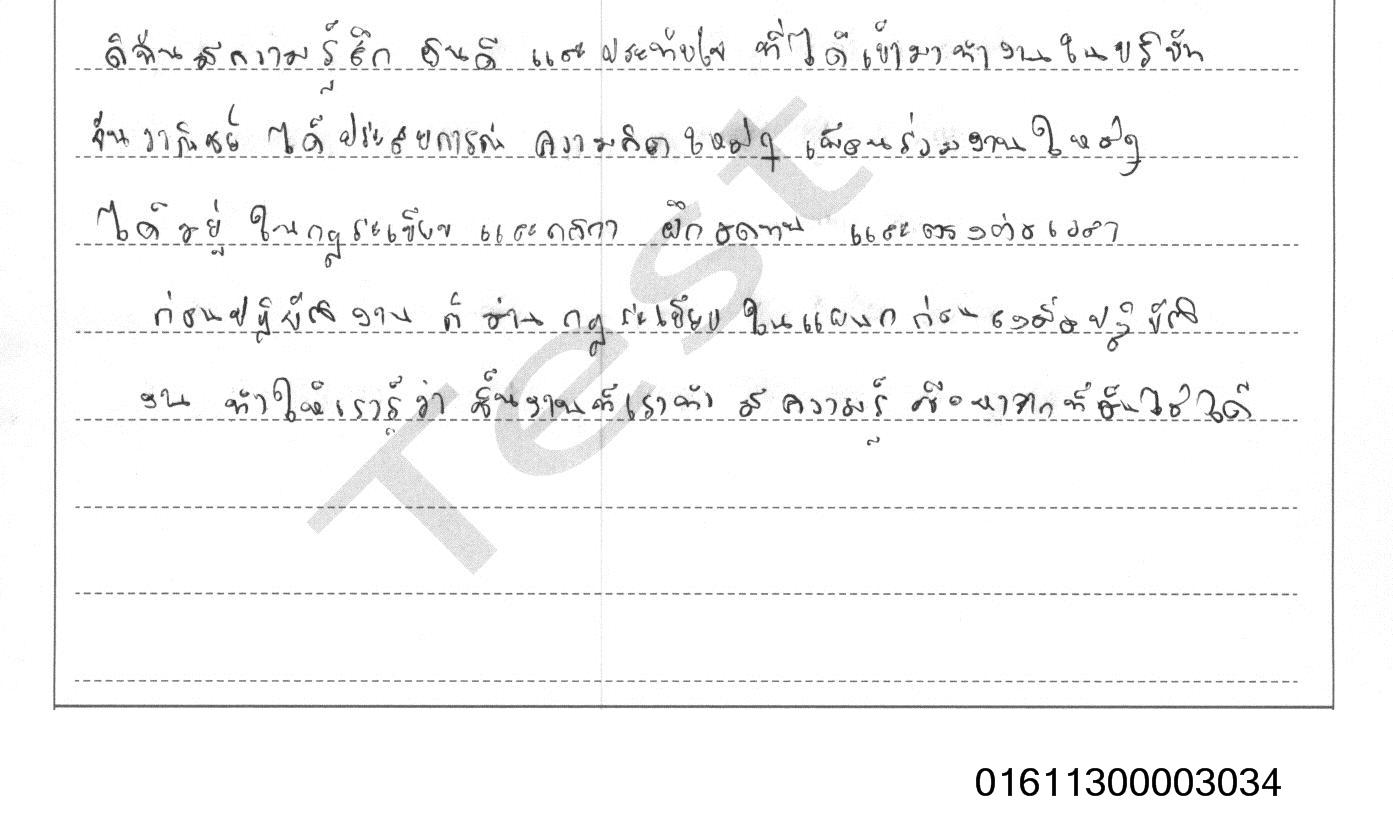 ดิฉันมีความรู้สึก ยินดี และประทับใจ ที่ได้เข้ามาทำงานในบริษัท
จันวาณิชย์ ได้ประสบการณ์ ความคิดใหม่ๆ เพื่อนร่วมงานใหม่ๆ
ได้อยู่ ในกฎระเบียบ และกติกา ฝึกอดทน และตรงต่อเวลา
ก่อนปฏิบัติงาน ก็อ่าน กฎระเบียบ ในแผนกก่อนลงมือปฏิบัติ
งาน ทำให้เรารู้ว่า ชิ้นงานที่เราทำ มีความรู้ หาจากที่อื่นไม่ได้
Test
01611300003034